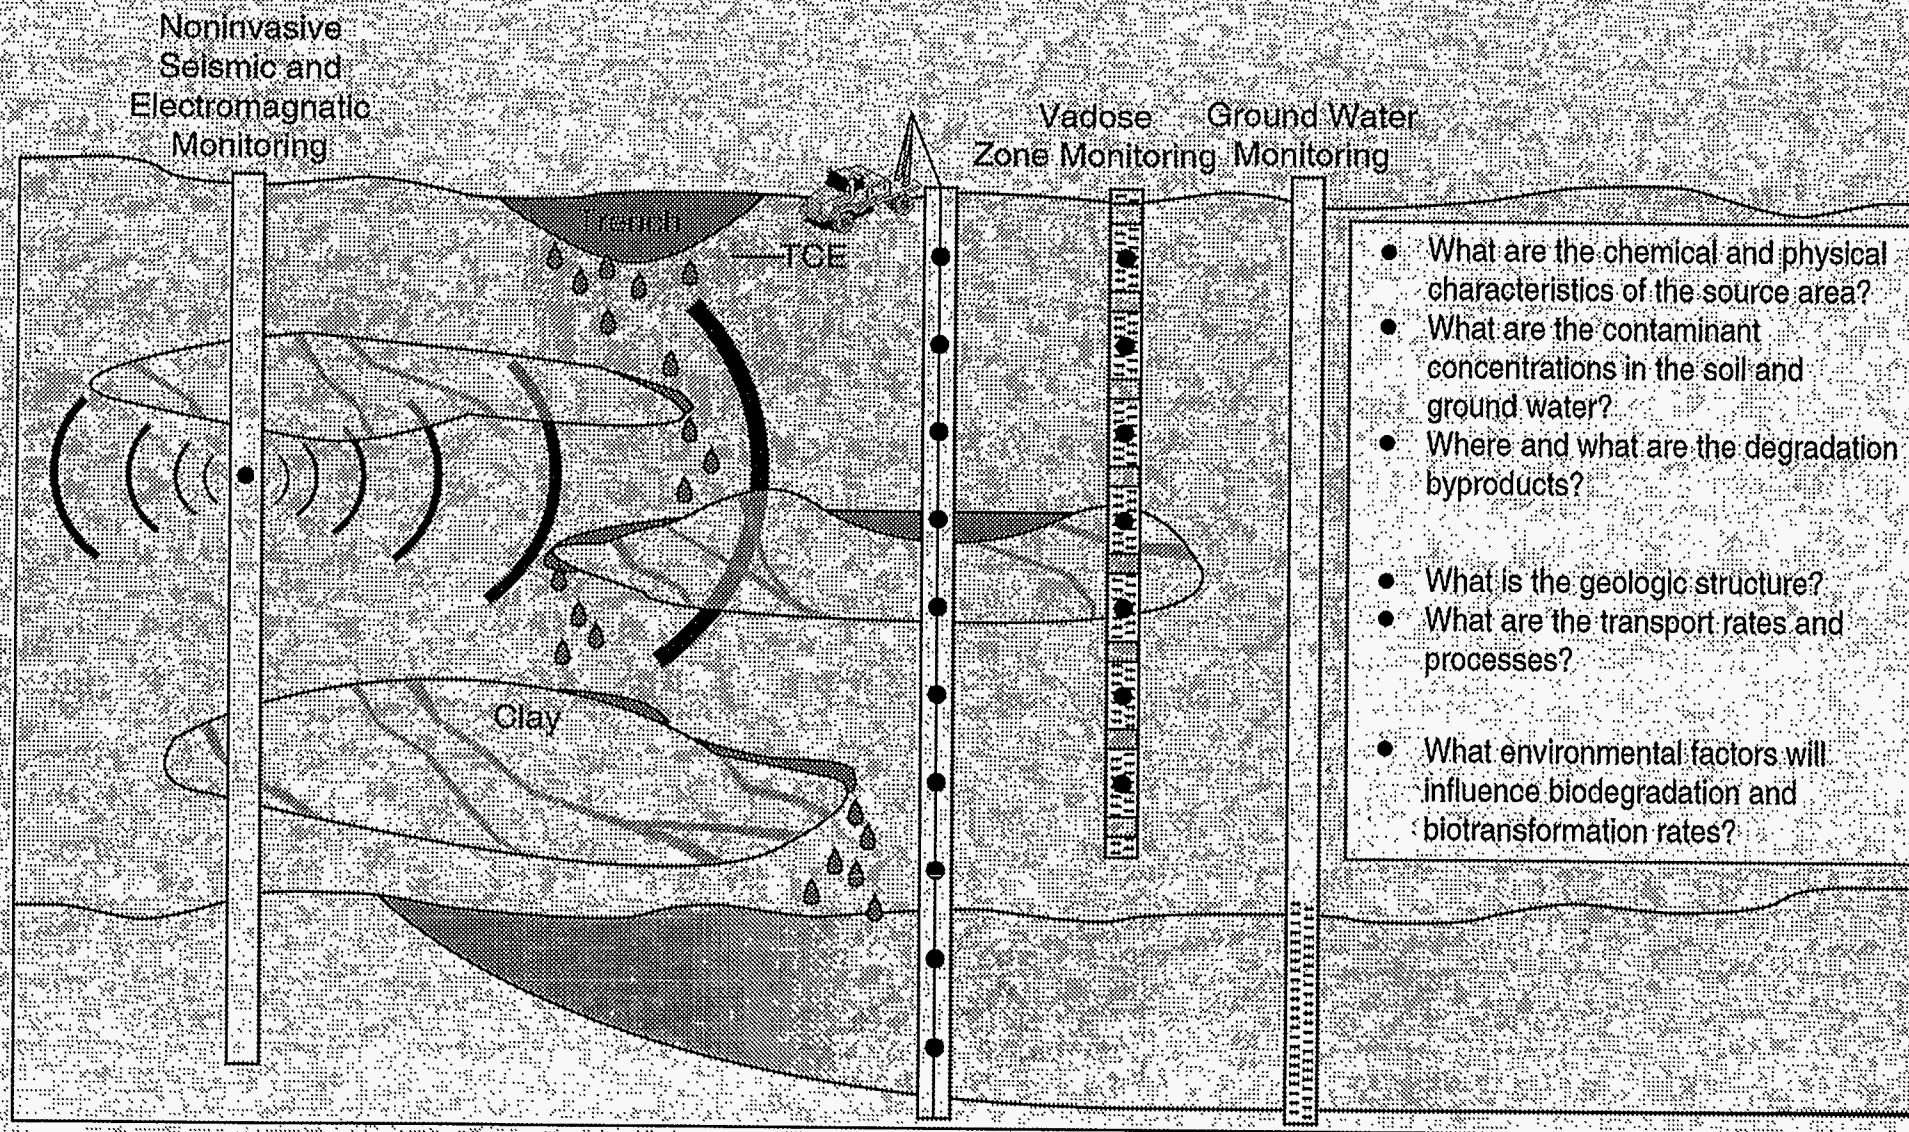 Noninvasive
Seismic and
Electromagnatic
Monitoring
Vadose
Zone Monitoring
Ground Water
Monitoring
Trench
TCE
Clay
• What are the chemical and physical
characteristics of the source area?
• What are the contaminant
concentrations in the soil and
ground water?
• Where and what are the degradation
byproducts?
• What is the geologic structure?
• What are the transport rates and
processes?
• What environmental factors will
influence biodegradation and
biotransformation rates?